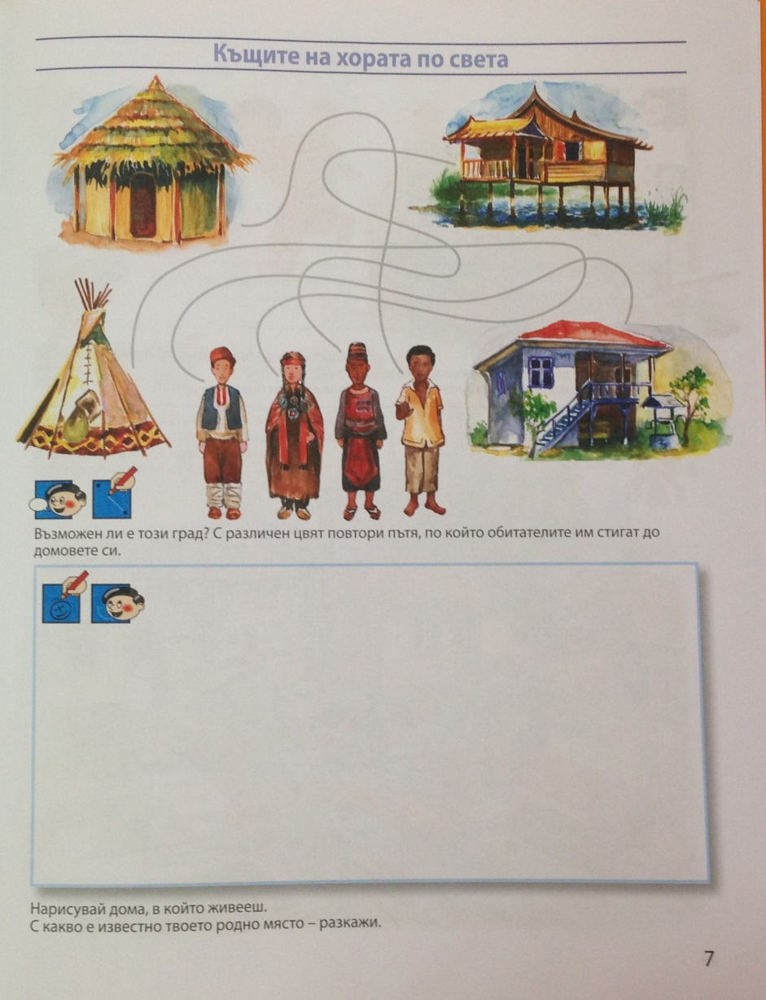 Къщите на хората по света
Възможен ли е този град? С различен цвят повтори пътя, по който обитателите им стигат до
домовете си.
Нарисувай дома, в който живееш.
С какво е известно твоето родно място – разкажи.
7